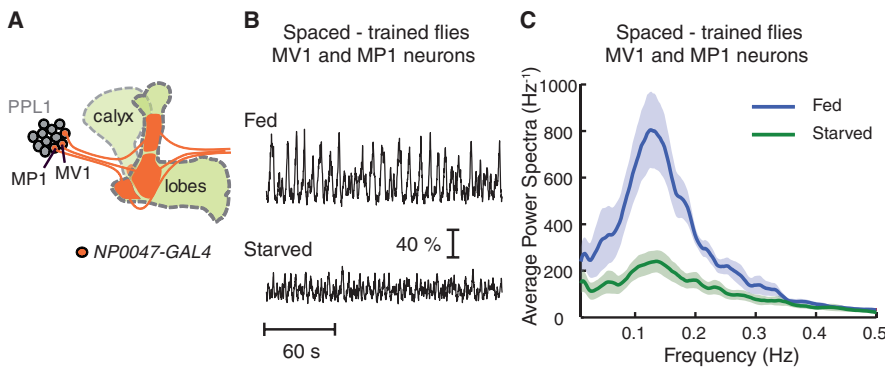 A
PPL1
calyx
MP1
MV1
lobes
NP0047-GAL4
B
Spaced - trained flies
MV1 and MP1 neurons
Fed
40 %
Starved
60 s
C
Spaced - trained flies
MV1 and MP1 neurons
Average Power Spectra (Hz⁻¹)
1000
800
600
400
200
0
Fed
Starved
0.1
0.2
0.3
0.4
0.5
Frequency (Hz)